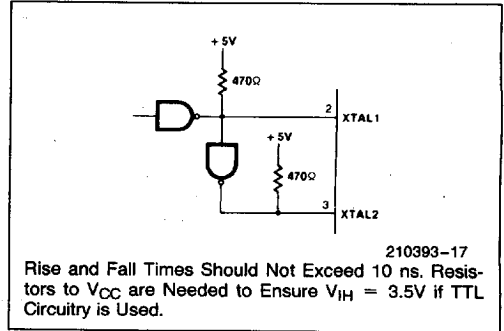 + 5V
470Ω
2
XTAL1
+ 5V
470Ω
3
XTAL2
210393-17
Rise and Fall Times Should Not Exceed 10 ns. Resis-
tors to VCC are Needed to Ensure VIH = 3.5V if TTL
Circuitry is Used.